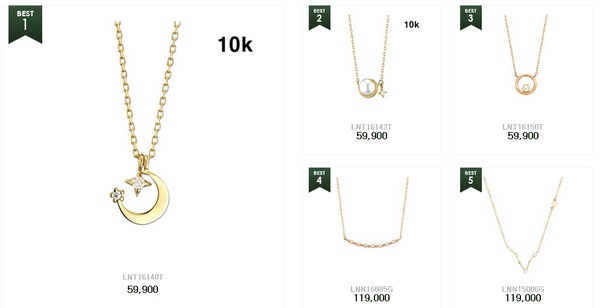 BEST
1
10k
LNT16140T
59,900
BEST
2
10k
LNT16142T
59,900
BEST
3
LNT16150T
59,900
BEST
4
LNN16085G
119,000
BEST
5
LNN15006G
119,000